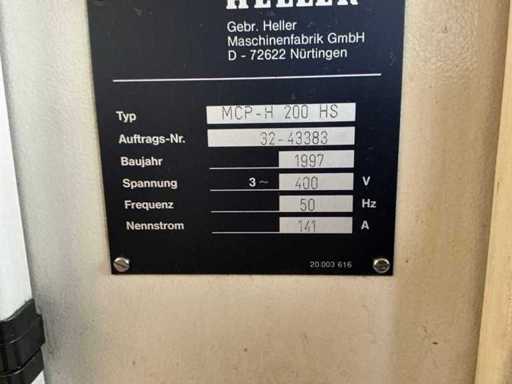 HELLER
Gebr. Heller
Maschinenfabrik GmbH
D - 72622 Nürtingen
Typ MCP-H 200 HS
Auftrags-Nr. 32-43383
Baujahr 1997
Spannung 3 ~ 400 V
Frequenz 50 Hz
Nennstrom 141 A
20.003 616